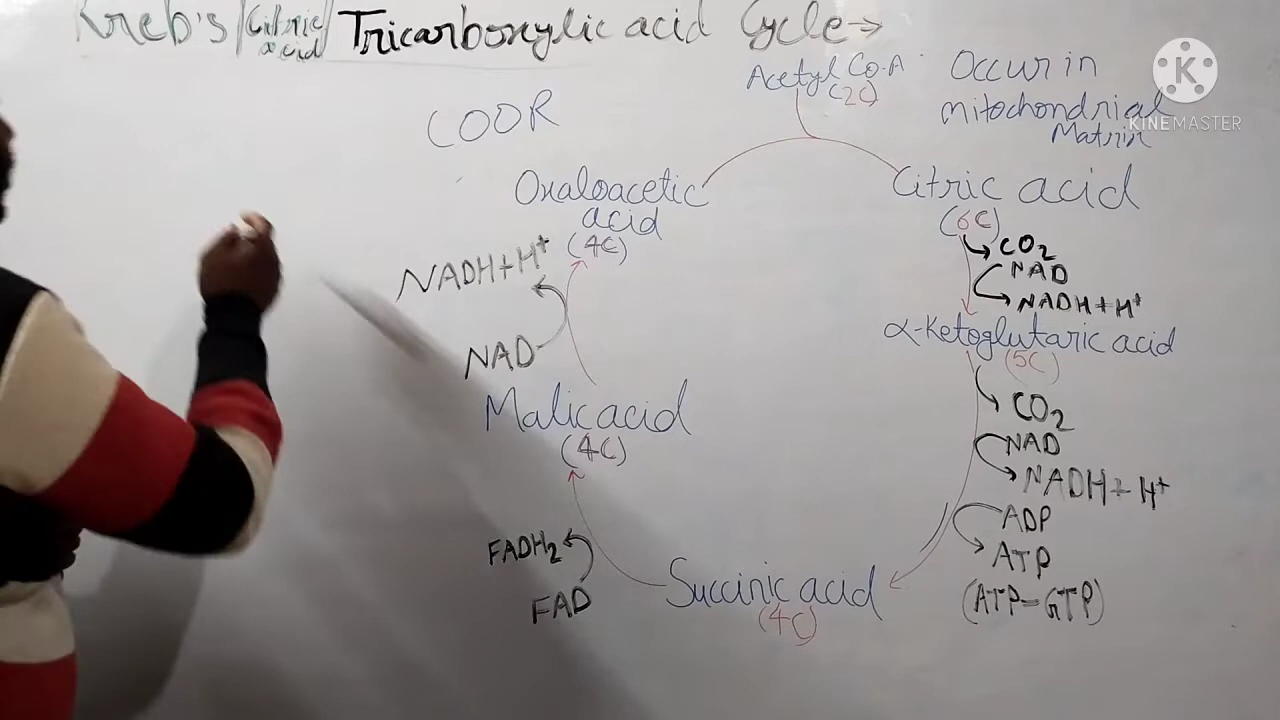 Kreb's/Citric acid/Tricarboxylic acid Cycle→
Acetyl Co-A
(2C)
Occur in
mitochondrial
Matrix
K
KINEMASTER
COOR
Oxaloacetic
acid
(4C)
Citric acid
(6C)
CO₂
NAD
NADH+H⁺
α-Ketoglutaric acid
(5C)
CO₂
NAD
NADH+H⁺
ADP
ATP
(ATP=GTP)
Succinic acid
(4C)
FADH₂
FAD
Malic acid
(4C)
NADH+H⁺
NAD